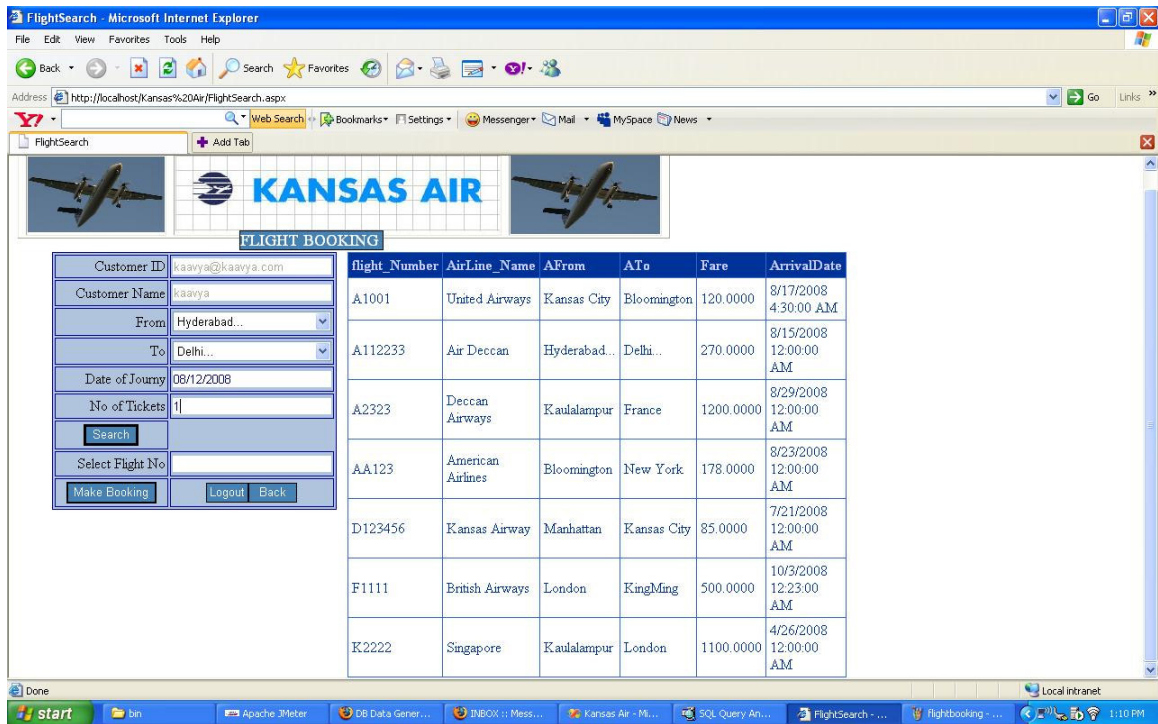 FlightSearch - Microsoft Internet Explorer
File Edit View Favorites Tools Help
Back Search Favorites
Address http://localhost/Kansas%20Air/FlightSearch.aspx Go Links »
Y7 - Web Search Bookmarks Settings Messenger Mail MySpace News
FlightSearch Add Tab
KANSAS AIR
FLIGHT BOOKING
Customer ID kaavya@kaavya.com
Customer Name kaavya
From Hyderabad...
To Delhi...
Date of Journy 08/12/2008
No of Tickets 1
Search
Select Flight No
Make Booking Logout Back
flight_Number AirLine_Name AFrom ATo Fare ArrivalDate
A1001 United Airways Kansas City Bloomington 120.0000 8/17/2008 4:30:00 AM
A112233 Air Deccan Hyderabad... Delhi... 270.0000 8/15/2008 12:00:00 AM
A2323 Deccan Airways Kaulalampur France 1200.0000 8/29/2008 12:00:00 AM
AA123 American Airlines Bloomington New York 178.0000 8/23/2008 12:00:00 AM
D123456 Kansas Airway Manhattan Kansas City 85.0000 7/21/2008 12:00:00 AM
F1111 British Airways London KingMing 500.0000 10/3/2008 12:23:00 AM
K2222 Singapore Kaulalampur London 1100.0000 4/26/2008 12:00:00 AM
Done Local intranet
start bin Apache JMeter DB Data Gener... INBOX :: Mess... Kansas Air - Mi... SQL Query An... FlightSearch - ... flightbooking - ... 1:10 PM